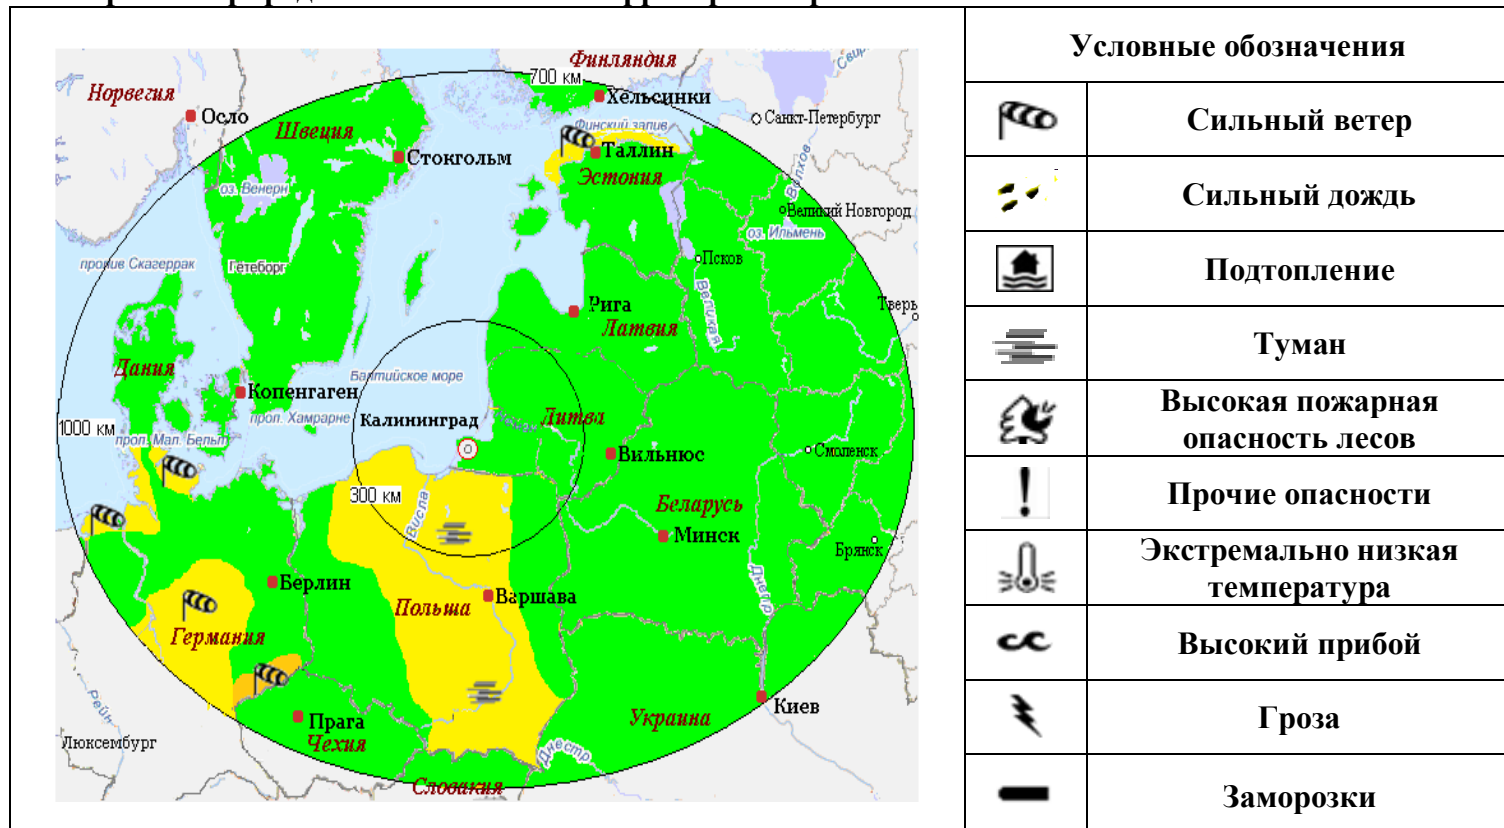 Условные обозначения
Сильный ветер
Сильный дождь
Подтопление
Туман
Высокая пожарная
опасность лесов
Прочие опасности
Экстремально низкая
температура
Высокий прибой
Гроза
Заморозки
Финляндия
700 км
Норвегия
Хельсинки
Осло
Санкт-Петербург
Швеция
Финский залив
Стокгольм
Таллин
Эстония
Волхов
оз. Венерн
Великий Новгород
оз. Ильмень
пролив Скагеррак
Гётеборг
Псков
Великая
Рига
Тверь
Латвия
Дания
Балтийское море
Копенгаген
прол. Хамрарне
Калининград
Литва
1000 км
прол. Мал. Бельт
Вильнюс
Смоленск
300 км
Висла
Беларусь
Минск
Брянск
Берлин
Днепр
Варшава
Польша
Германия
Рейн
Киев
Прага
Украина
Чехия
Люксембург
Днестр
Словакия